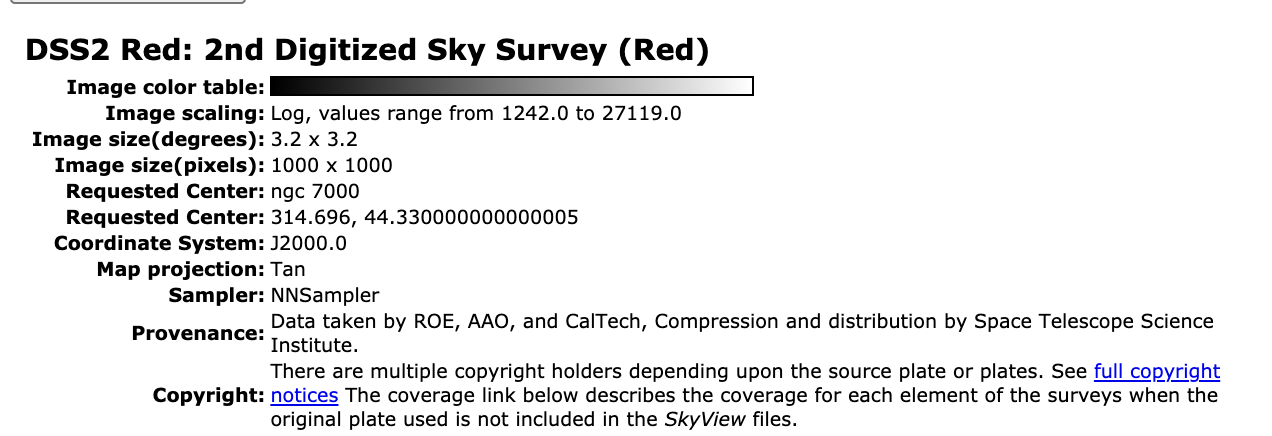 DSS2 Red: 2nd Digitized Sky Survey (Red)
Image color table:
Image scaling: Log, values range from 1242.0 to 27119.0
Image size(degrees): 3.2 x 3.2
Image size(pixels): 1000 x 1000
Requested Center: ngc 7000
Requested Center: 314.696, 44.330000000000005
Coordinate System: J2000.0
Map projection: Tan
Sampler: NNSampler
Provenance: Data taken by ROE, AAO, and CalTech, Compression and distribution by Space Telescope Science
Institute.
There are multiple copyright holders depending upon the source plate or plates. See full copyright
Copyright: notices The coverage link below describes the coverage for each element of the surveys when the
original plate used is not included in the SkyView files.